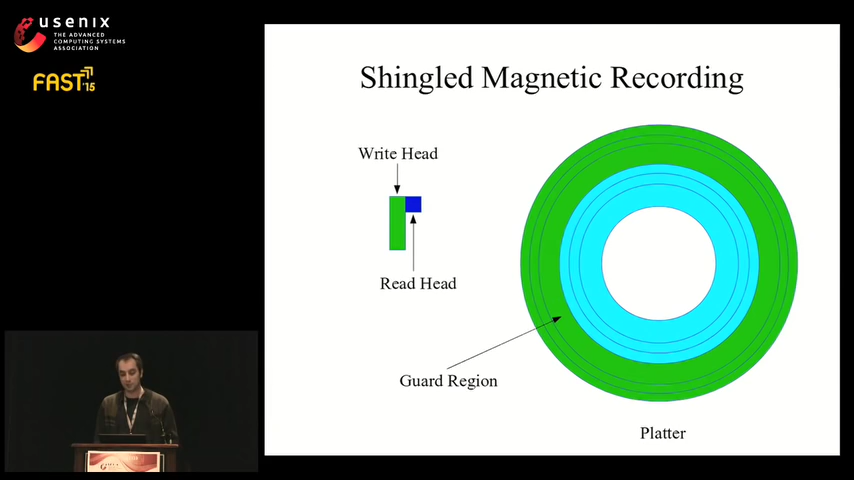 usenix
THE ADVANCED
COMPUTING SYSTEMS
ASSOCIATION
FAST'15
Shingled Magnetic Recording
Write Head
Read Head
Guard Region
Platter